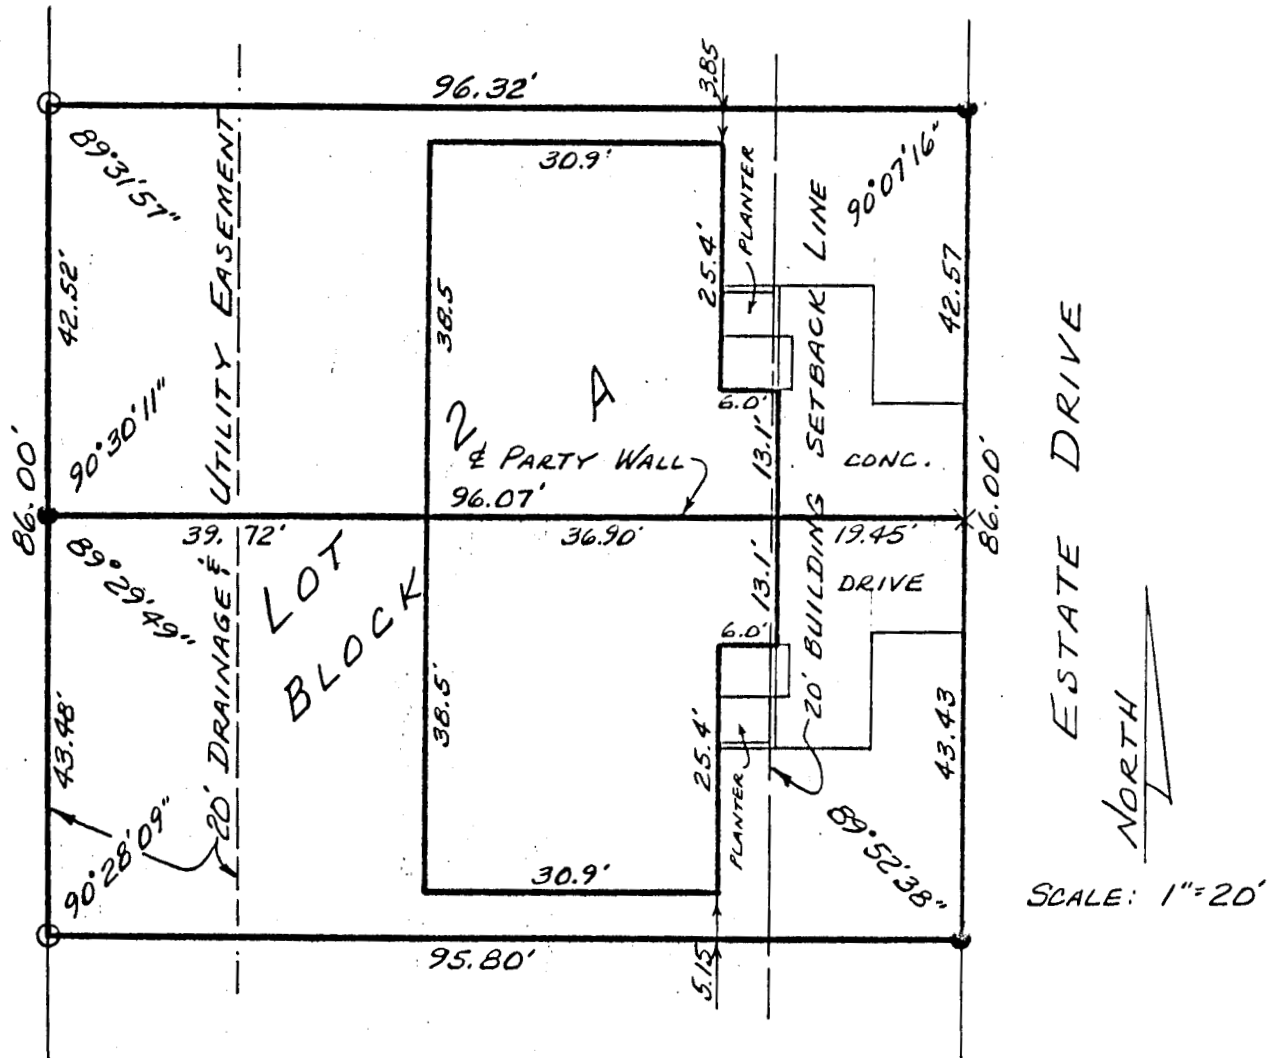 96.32'
3.85
89°31'57"
30.9'
90°07'16"
PLANTER
25.4'
42.52'
38.5
42.57
20' DRAINAGE & UTILITY EASEMENT
20' BUILDING SETBACK LINE
6.0'
90°30'11"
LOT 2
BLOCK A
₵ PARTY WALL
13.1'
CONC.
96.07'
86.00'
39.72'
36.90'
19.45'
86.00'
ESTATE DRIVE
DRIVE
13.1'
89°29'49"
6.0'
43.48'
38.5'
25.4'
PLANTER
43.43
89°52'38"
90°28'09"
30.9'
95.80'
5.15
NORTH
SCALE: 1"=20'